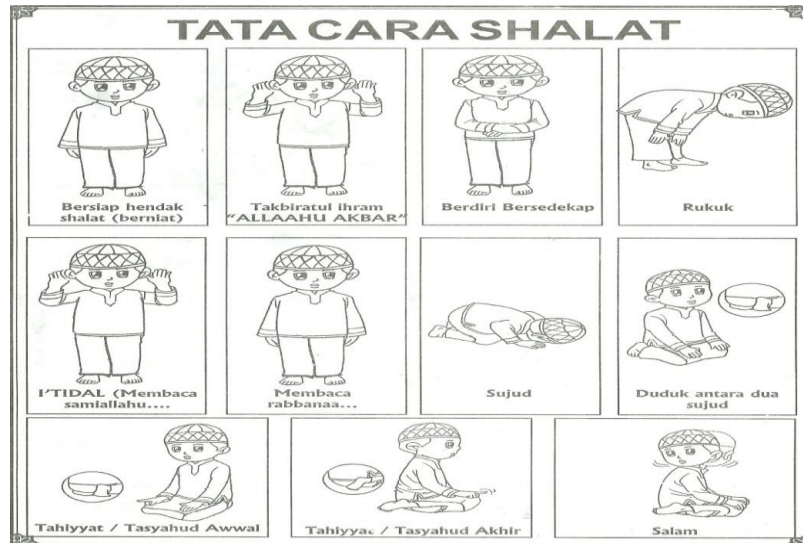 TATA CARA SHALAT
Bersiap hendak
shalat (berniat)
Takbiratul ihram
"ALLAAHU AKBAR"
Berdiri Bersedekap
Rukuk
I'TIDAL (Membaca
samiallahu....
Membaca
rabbanaa...
Sujud
Duduk antara dua
sujud
Tahiyyat / Tasyahud Awwal
Tahiyyat / Tasyahud Akhir
Salam